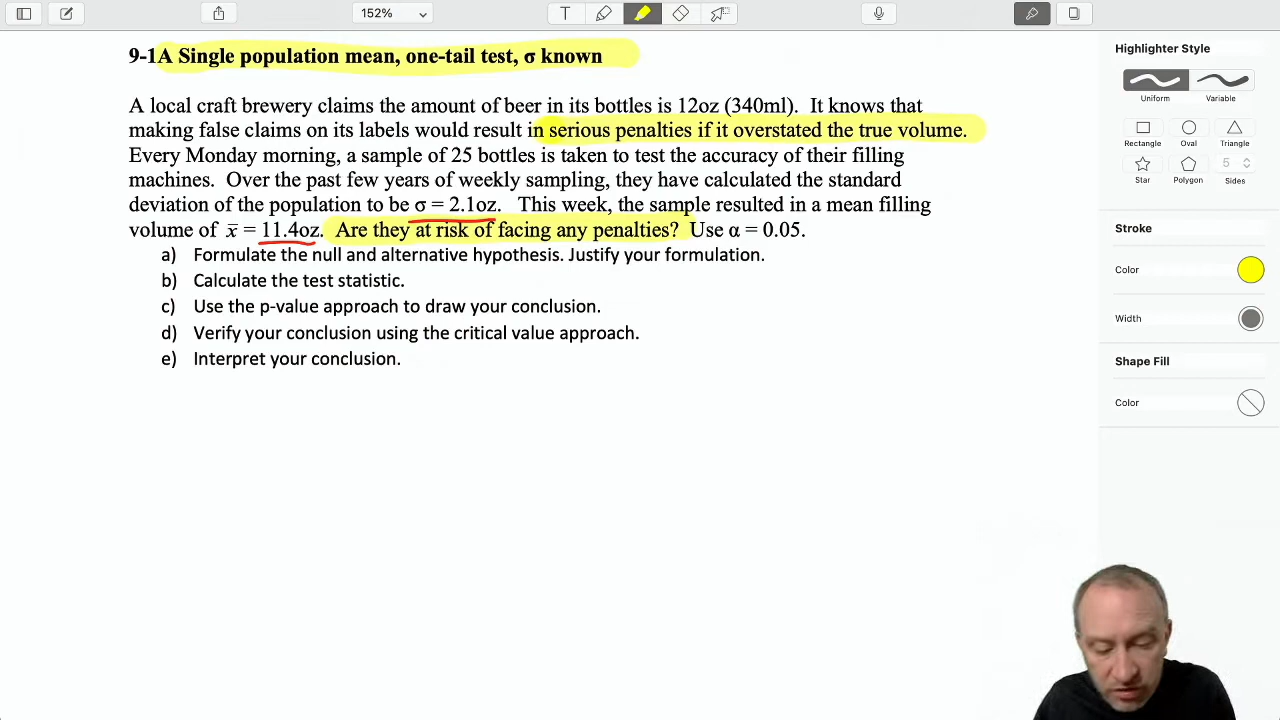 152%
T
9-1A Single population mean, one-tail test, σ known
A local craft brewery claims the amount of beer in its bottles is 12oz (340ml). It knows that
making false claims on its labels would result in serious penalties if it overstated the true volume.
Every Monday morning, a sample of 25 bottles is taken to test the accuracy of their filling
machines. Over the past few years of weekly sampling, they have calculated the standard
deviation of the population to be σ = 2.1oz. This week, the sample resulted in a mean filling
volume of x̅ = 11.4oz. Are they at risk of facing any penalties? Use α = 0.05.
a) Formulate the null and alternative hypothesis. Justify your formulation.
b) Calculate the test statistic.
c) Use the p-value approach to draw your conclusion.
d) Verify your conclusion using the critical value approach.
e) Interpret your conclusion.
Highlighter Style
Uniform Variable
Rectangle Oval Triangle
5
Star Polygon Sides
Stroke
Color
Width
Shape Fill
Color